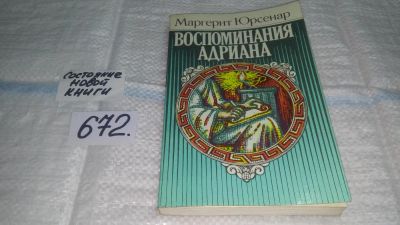 Маргерит Юрсенар
ВОСПОМИНАНИЯ
АДРИАНА
СОСТОЯНИЕ
НОВОЙ
КНИГИ
672.